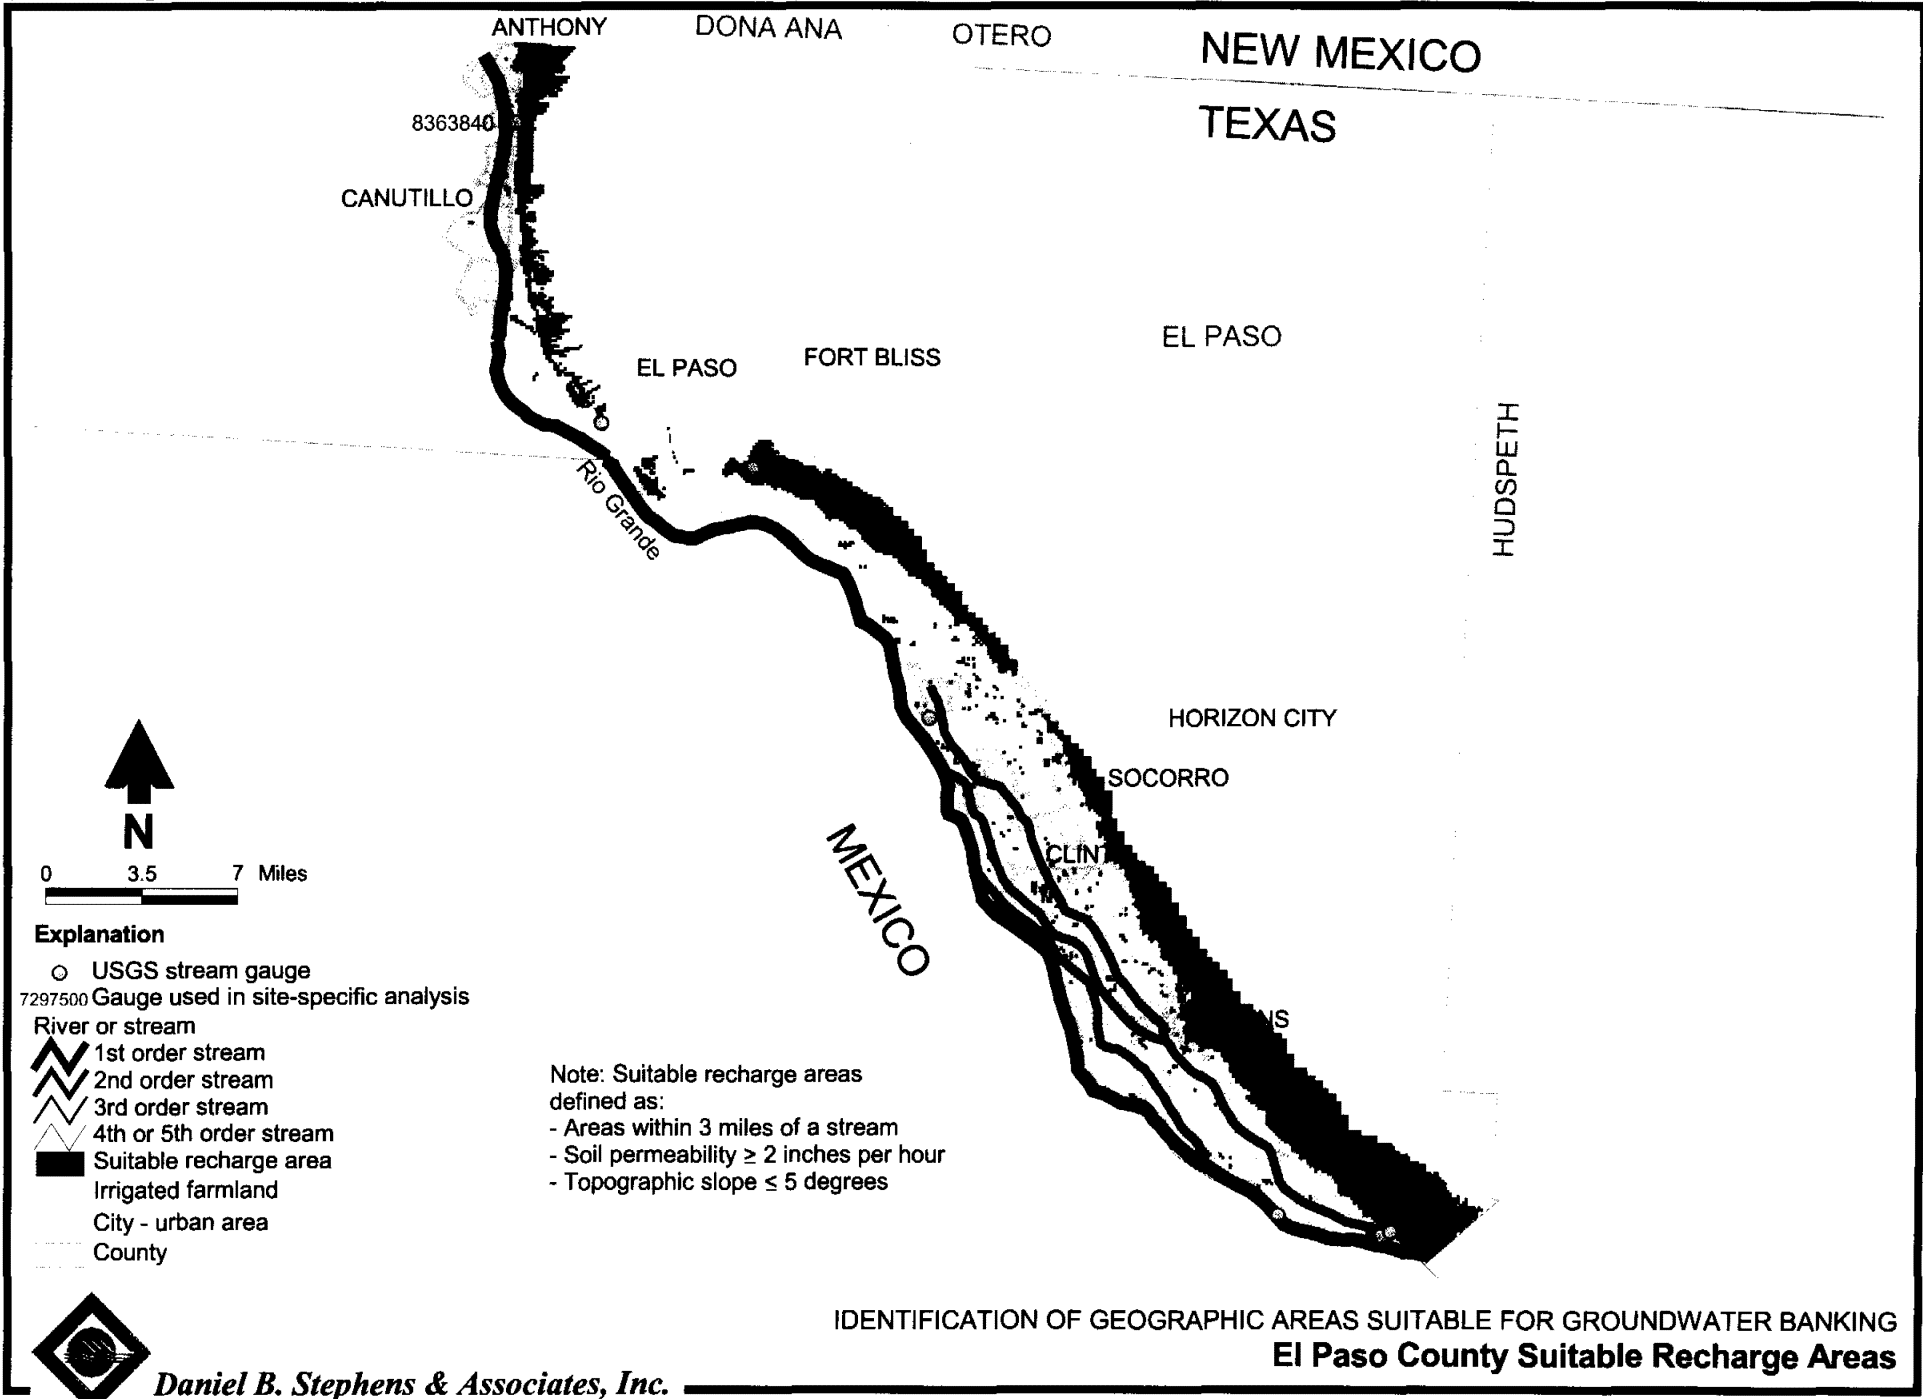 ANTHONY
DONA ANA
OTERO
NEW MEXICO
TEXAS
8363840
CANUTILLO
EL PASO
FORT BLISS
EL PASO
HUDSPETH
Rio Grande
HORIZON CITY
SOCORRO
CLINT
MEXICO
NS
N
0 3.5 7 Miles
Explanation
USGS stream gauge
7297500 Gauge used in site-specific analysis
River or stream
1st order stream
2nd order stream
3rd order stream
4th or 5th order stream
Suitable recharge area
Irrigated farmland
City - urban area
County
Note: Suitable recharge areas
defined as:
- Areas within 3 miles of a stream
- Soil permeability ≥ 2 inches per hour
- Topographic slope ≤ 5 degrees
IDENTIFICATION OF GEOGRAPHIC AREAS SUITABLE FOR GROUNDWATER BANKING
El Paso County Suitable Recharge Areas
Daniel B. Stephens & Associates, Inc.